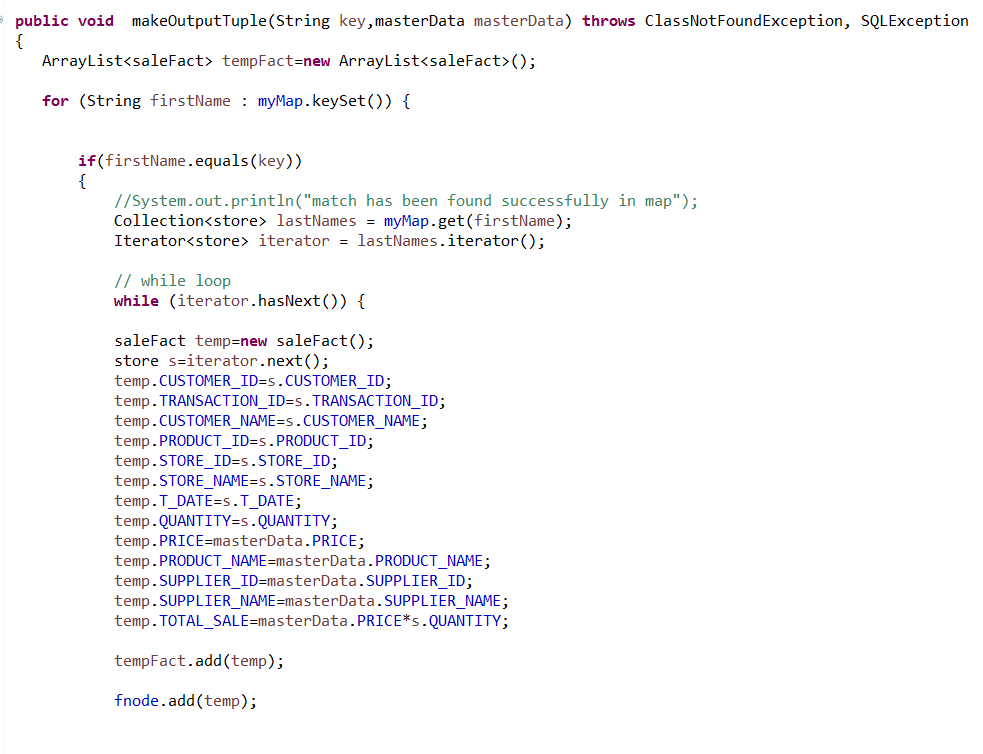 public void  makeOutputTuple(String key,masterData masterData) throws ClassNotFoundException, SQLException
{
   ArrayList<saleFact> tempFact=new ArrayList<saleFact>();
   for (String firstName : myMap.keySet()) {
       if(firstName.equals(key))
       {
           //System.out.println("match has been found successfully in map");
           Collection<store> lastNames = myMap.get(firstName);
           Iterator<store> iterator = lastNames.iterator();
           // while loop
           while (iterator.hasNext()) {
           saleFact temp=new saleFact();
           store s=iterator.next();
           temp.CUSTOMER_ID=s.CUSTOMER_ID;
           temp.TRANSACTION_ID=s.TRANSACTION_ID;
           temp.CUSTOMER_NAME=s.CUSTOMER_NAME;
           temp.PRODUCT_ID=s.PRODUCT_ID;
           temp.STORE_ID=s.STORE_ID;
           temp.STORE_NAME=s.STORE_NAME;
           temp.T_DATE=s.T_DATE;
           temp.QUANTITY=s.QUANTITY;
           temp.PRICE=masterData.PRICE;
           temp.PRODUCT_NAME=masterData.PRODUCT_NAME;
           temp.SUPPLIER_ID=masterData.SUPPLIER_ID;
           temp.SUPPLIER_NAME=masterData.SUPPLIER_NAME;
           temp.TOTAL_SALE=masterData.PRICE*s.QUANTITY;
           tempFact.add(temp);
           fnode.add(temp);